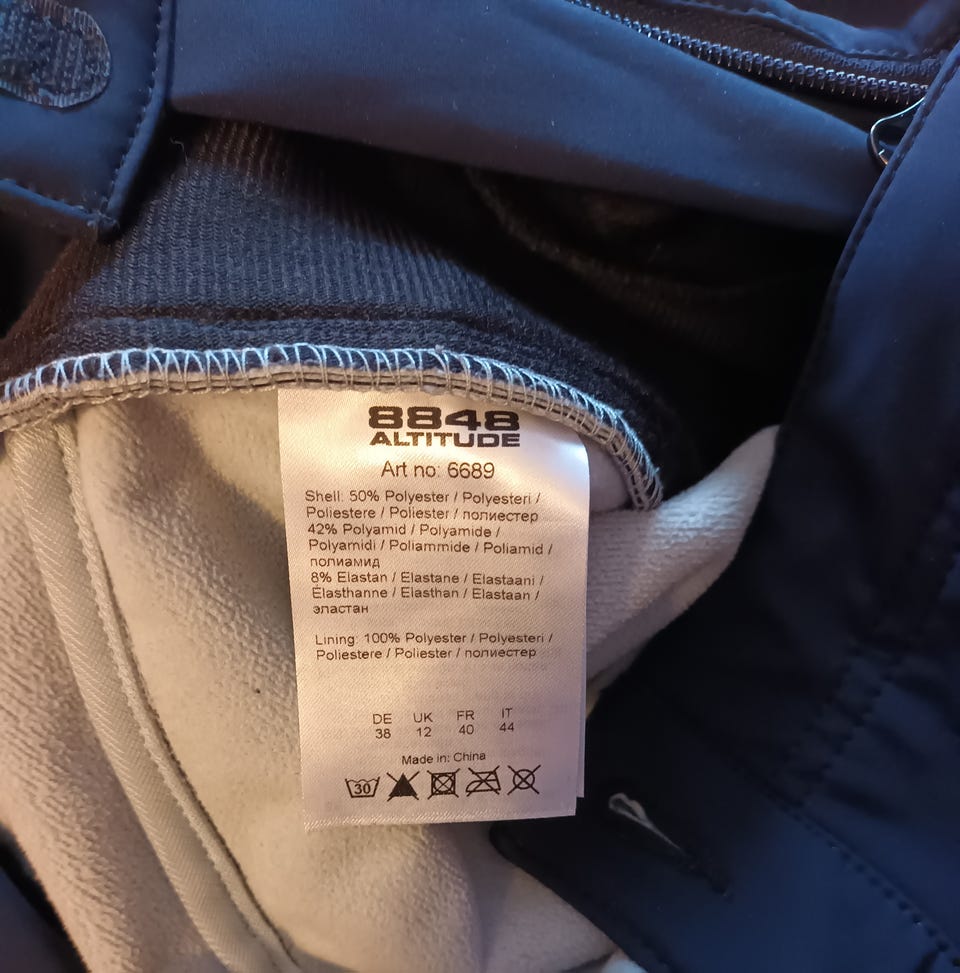 8848
ALTITUDE
Art no: 6689
Shell: 50% Polyester / Polyesteri /
Poliestere / Poliester / полиестер
42% Polyamid / Polyamide /
Polyamidi / Poliammide / Poliamid /
полиамид
8% Elastan / Elastane / Elastaani /
Élasthanne / Elasthan / Elastaan /
эластан
Lining: 100% Polyester / Polyesteri /
Poliestere / Poliester / полиестер
DE UK FR IT
38 12 40 44
Made in: China
30